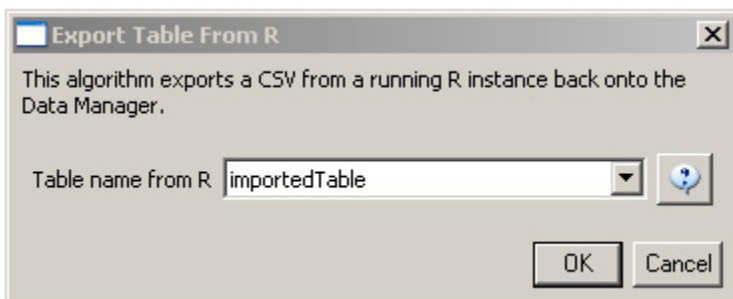 Export Table From R
This algorithm exports a CSV from a running R instance back onto the
Data Manager.
Table name from R importedTable
OK Cancel